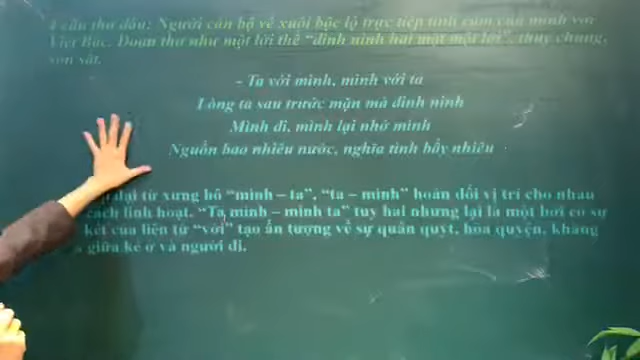 4 câu thơ đầu: Người cán bộ về xuôi bộc lộ trực tiếp tình cảm của mình với
Việt Bắc. Đoạn thơ như một lời thề “đinh ninh hai mặt một lời”, thủy chung,
son sắt.
- Ta với mình, mình với ta
Lòng ta sau trước mặn mà đinh ninh
Mình đi, mình lại nhớ mình
Nguồn bao nhiêu nước, nghĩa tình bấy nhiêu
đại từ xưng hô “mình – ta”, “ta – mình” hoán đổi vị trí cho nhau
cách linh hoạt. “Ta mình – mình ta” tuy hai nhưng lại là một bởi có sự
kết của liên từ “với” tạo ấn tượng về sự quấn quýt, hòa quyện, khăng
giữa kẻ ở và người đi.